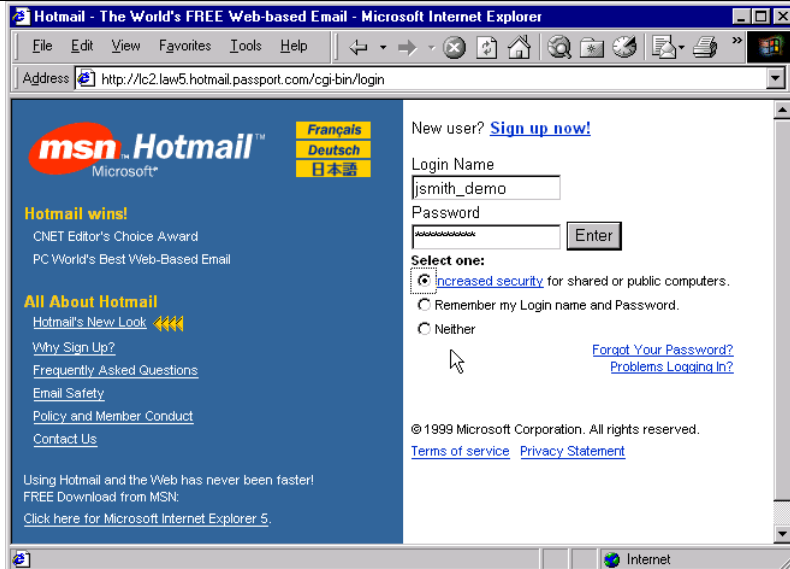 Hotmail - The World's FREE Web-based Email - Microsoft Internet Explorer
File Edit View Favorites Tools Help »
Address http://lc2.law5.hotmail.passport.com/cgi-bin/login
msn™ Hotmail™
Microsoft®
Français
Deutsch
日本語
Hotmail wins!
CNET Editor's Choice Award
PC World's Best Web-Based Email
All About Hotmail
Hotmail's New Look
Why Sign Up?
Frequently Asked Questions
Email Safety
Policy and Member Conduct
Contact Us
Using Hotmail and the Web has never been faster!
FREE Download from MSN:
Click here for Microsoft Internet Explorer 5.
New user? Sign up now!
Login Name
jsmith_demo
Password
*********** Enter
Select one:
Increased security for shared or public computers.
Remember my Login name and Password.
Neither
Forgot Your Password?
Problems Logging In?
© 1999 Microsoft Corporation. All rights reserved.
Terms of service Privacy Statement
Internet